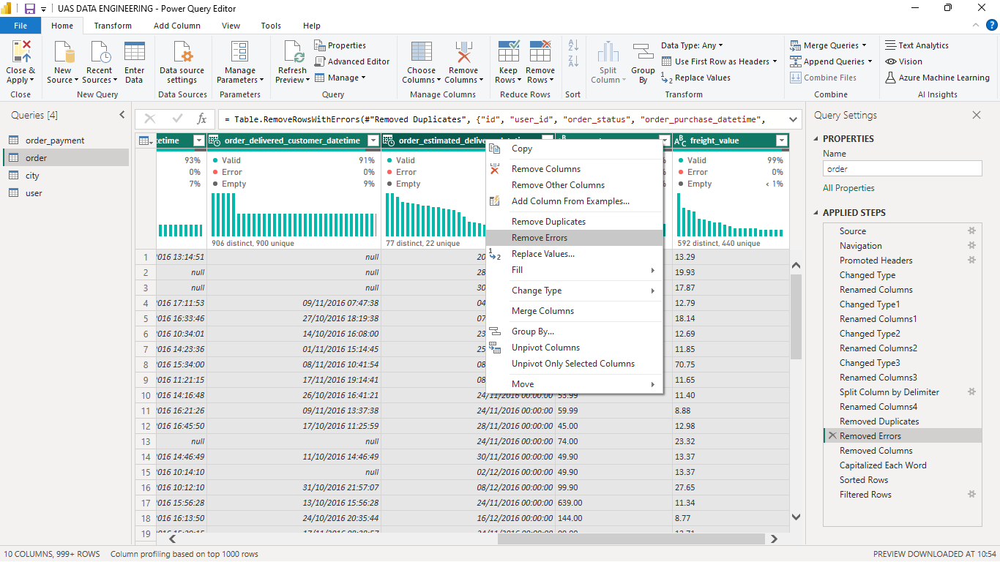 UAS DATA ENGINEERING - Power Query Editor
File Home Transform Add Column View Tools Help
Close & Apply
Close
New Source
Recent Sources
Enter Data
New Query
Data source settings
Data Sources
Manage Parameters
Parameters
Refresh Preview
Properties
Advanced Editor
Manage
Query
Choose Columns
Remove Columns
Manage Columns
Keep Rows
Remove Rows
Reduce Rows
Sort
Split Column
Group By
Data Type: Any
Use First Row as Headers
Replace Values
Transform
Merge Queries
Append Queries
Combine Files
Combine
Text Analytics
Vision
Azure Machine Learning
AI Insights
Queries [4]
order_payment
order
city
user
= Table.RemoveRowsWithErrors(#"Removed Duplicates", {"id", "user_id", "order_status", "order_purchase_datetime",
order_delivered_customer_datetime freight_value
93% Valid 91% Valid Valid 99%
0% Error 0% Error Error 0%
7% Empty 9% Empty Empty < 1%
906 distinct, 900 unique 77 distinct, 22 unique 592 distinct, 440 unique
1 2016 13:14:51 null 20 13.29
2 null null 28 19.93
3 null null 30 17.87
4 2016 17:11:53 09/11/2016 07:47:38 04 12.79
5 2016 16:33:46 27/10/2016 18:19:38 07 18.14
6 2016 10:34:01 14/10/2016 16:08:00 23 12.69
7 2016 14:23:36 01/11/2016 15:14:45 25 11.85
8 2016 15:34:00 08/11/2016 10:41:54 08 70.75
9 2016 11:21:15 17/11/2016 19:14:41 08 11.65
10 2016 14:16:48 26/10/2016 16:41:21 24/11/2016 00:00:00 53.99 11.40
11 2016 16:21:26 09/11/2016 13:37:38 24/11/2016 00:00:00 59.99 8.88
12 2016 16:45:50 17/10/2016 11:25:59 28/11/2016 00:00:00 45.00 12.98
13 null null 24/11/2016 00:00:00 74.00 23.32
14 2016 14:46:49 11/10/2016 14:46:49 30/11/2016 00:00:00 49.90 13.37
15 2016 10:14:10 null 02/12/2016 00:00:00 49.90 13.37
16 2016 10:12:10 31/10/2016 21:57:07 08/12/2016 00:00:00 99.90 27.65
17 2016 15:56:28 13/10/2016 15:56:28 24/11/2016 00:00:00 639.00 11.34
18 2016 16:13:50 24/10/2016 20:35:44 16/12/2016 00:00:00 144.00 8.77
19
Copy
Remove Columns
Remove Other Columns
Add Column From Examples...
Remove Duplicates
Remove Errors
Replace Values...
Fill
Change Type
Merge Columns
Group By...
Unpivot Columns
Unpivot Only Selected Columns
Move
Query Settings
PROPERTIES
Name
order
All Properties
APPLIED STEPS
Source
Navigation
Promoted Headers
Changed Type
Renamed Columns
Changed Type1
Renamed Columns1
Changed Type2
Renamed Columns2
Changed Type3
Renamed Columns3
Split Column by Delimiter
Renamed Columns4
Removed Duplicates
Removed Errors
Removed Columns
Capitalized Each Word
Sorted Rows
Filtered Rows
10 COLUMNS, 999+ ROWS Column profiling based on top 1000 rows
PREVIEW DOWNLOADED AT 10:54